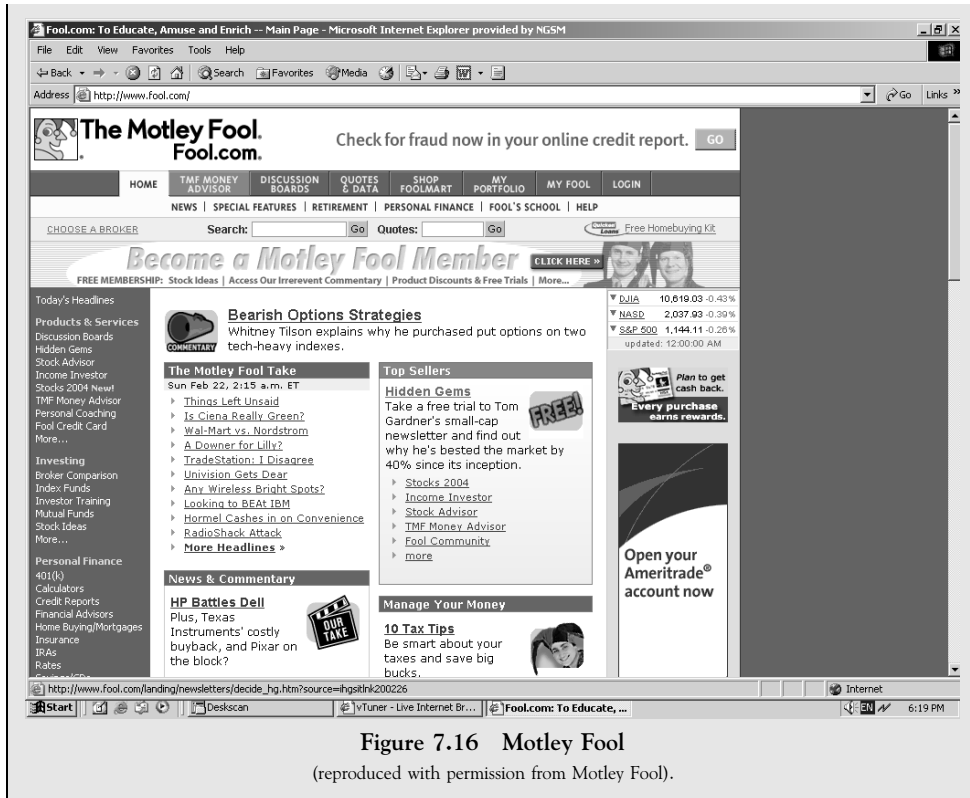 Fool.com: To Educate, Amuse and Enrich -- Main Page - Microsoft Internet Explorer provided by NGSM
File Edit View Favorites Tools Help
Back Search Favorites Media
Address http://www.fool.com/ Go Links »
The Motley Fool.
Fool.com.
Check for fraud now in your online credit report. GO
HOME TMF MONEY ADVISOR DISCUSSION BOARDS QUOTES & DATA SHOP FOOLMART MY PORTFOLIO MY FOOL LOGIN
NEWS | SPECIAL FEATURES | RETIREMENT | PERSONAL FINANCE | FOOL'S SCHOOL | HELP
CHOOSE A BROKER Search: Go Quotes: Go Loans Free Homebuying Kit
Become a Motley Fool Member CLICK HERE »
FREE MEMBERSHIP: Stock Ideas | Access Our Irreverent Commentary | Product Discounts & Free Trials | More...
Today's Headlines
Products & Services
Discussion Boards
Hidden Gems
Stock Advisor
Income Investor
Stocks 2004 New!
TMF Money Advisor
Personal Coaching
Fool Credit Card
More...
Investing
Broker Comparison
Index Funds
Investor Training
Mutual Funds
Stock Ideas
More...
Personal Finance
401(k)
Calculators
Credit Reports
Financial Advisors
Home Buying/Mortgages
Insurance
IRAs
Rates
COMMENTARY
Bearish Options Strategies
Whitney Tilson explains why he purchased put options on two
tech-heavy indexes.
The Motley Fool Take
Sun Feb 22, 2:15 a.m. ET
Things Left Unsaid
Is Ciena Really Green?
Wal-Mart vs. Nordstrom
A Downer for Lilly?
TradeStation: I Disagree
Univision Gets Dear
Any Wireless Bright Spots?
Looking to BEAt IBM
Hormel Cashes in on Convenience
RadioShack Attack
More Headlines »
News & Commentary
HP Battles Dell
Plus, Texas
Instruments' costly
buyback, and Pixar on
the block?
OUR
TAKE
Top Sellers
Hidden Gems
Take a free trial to Tom
Gardner's small-cap
newsletter and find out
why he's bested the market by
40% since its inception.
FREE!
Stocks 2004
Income Investor
Stock Advisor
TMF Money Advisor
Fool Community
more
Manage Your Money
10 Tax Tips
Be smart about your
taxes and save big
bucks.
DJIA 10,619.03 -0.43%
NASD 2,037.93 -0.39%
S&P 500 1,144.11 -0.26%
updated: 12:00:00 AM
Plan to get
cash back.
Every purchase
earns rewards.
Open your
Ameritrade®
account now
http://www.fool.com/landing/newsletters/decide_hg.htm?source=ihgsitlnk200226 Internet
Start Deskscan vTuner - Live Internet Br... Fool.com: To Educate, ... EN 6:19 PM
Figure 7.16 Motley Fool
(reproduced with permission from Motley Fool).